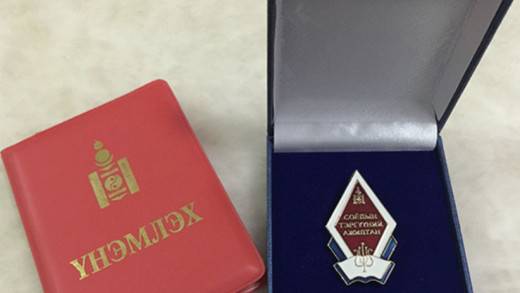 ҮНЭМЛЭХ
СОЁЛЫН
ТЭРГҮҮНИЙ
АЖИЛТАН